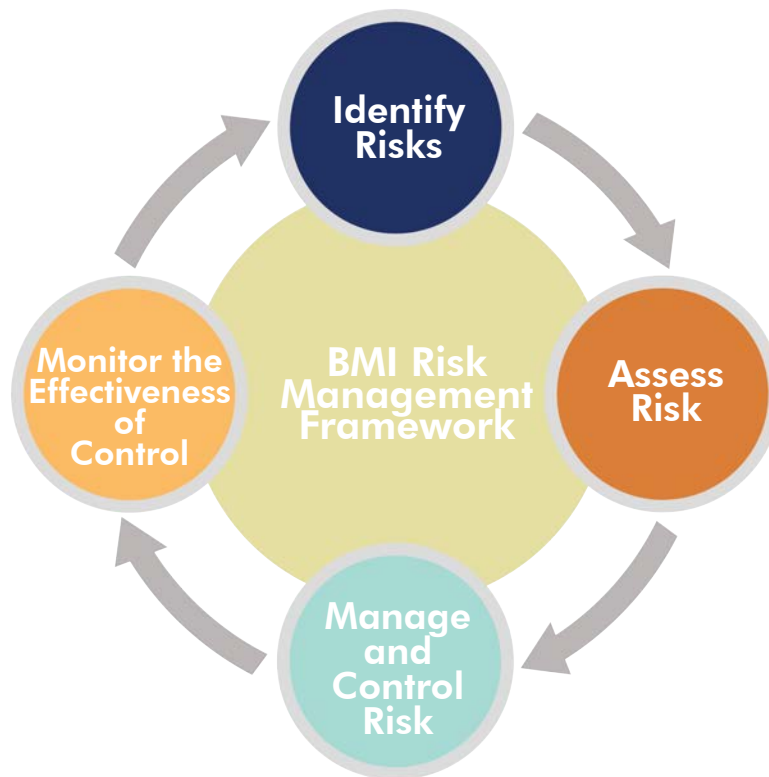 Identify
Risks
Assess
Risk
Manage
and
Control
Risk
Monitor the
Effectiveness
of
Control
BMI Risk
Management
Framework